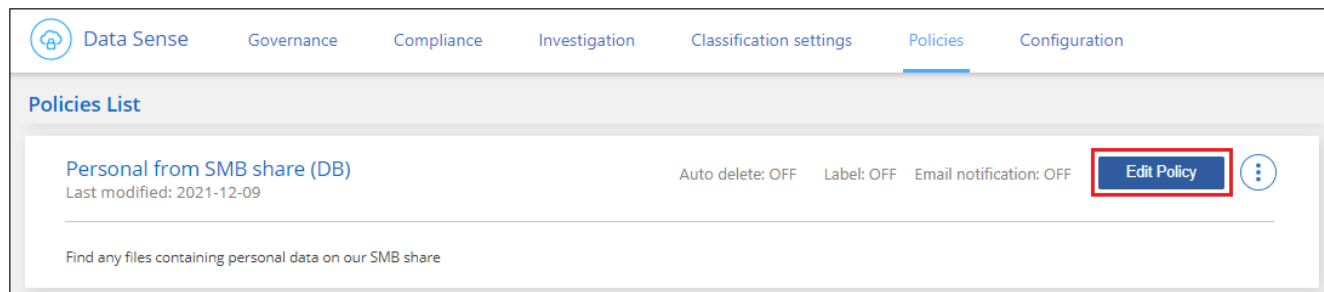 Data Sense Governance Compliance Investigation Classification settings Policies Configuration
Policies List
Personal from SMB share (DB)
Auto delete: OFF Label: OFF Email notification: OFF Edit Policy
Last modified: 2021-12-09
Find any files containing personal data on our SMB share